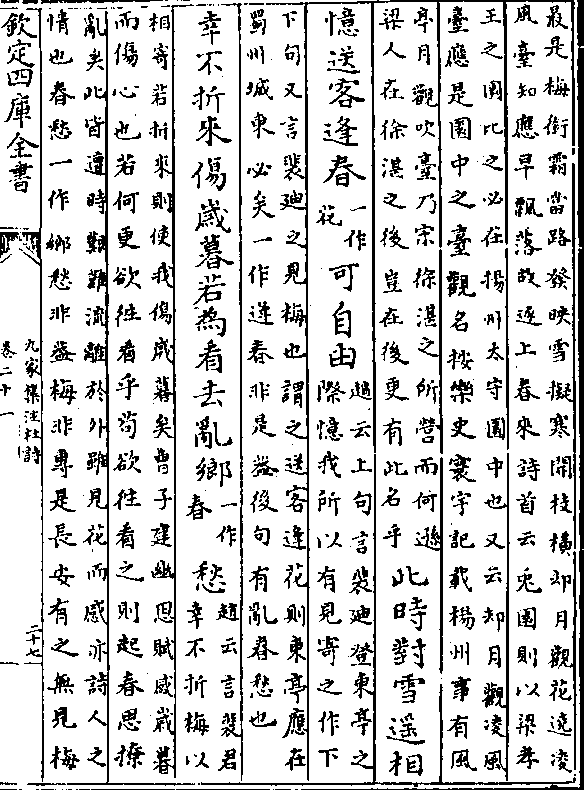 最是梅銜霜當路發映雪擬寒開枝横却月觀花遶凌
風臺知應早飄落故逐上春來詩首云兎園則以梁孝
王之園比之必在揚州太守園中也又云却月觀凌風
臺應是園中之臺觀名按樂史寰宇記載揚州事有風
亭月觀吹臺乃宋徐湛之所營而何遜
梁人在徐湛之後豈在後更有此名乎此時對雪遥相
憶送客逢春一作花可自由趙云上句言裴廸登東亭之
際憶我所以有見寄之作下
下句又言裴廸之見梅也謂之送客逢花則東亭應在
蜀州城東必矣一作逢春非是葢後句有亂春愁也
幸不折來傷歲暮若為看去亂鄉一作春愁趙云言裴君
幸不折梅以
相寄若折來則使我傷歲暮矣曹子建幽思賦感歲暮
而傷心也若何更欲往看乎苟欲往看之則起春思撩
亂矣此皆遭時艱難流離於外雖見花而感亦詩人之
情也春愁一作鄉愁非葢梅非專是長安有之無見梅
欽定四庫全書
九家集注杜詩
卷二十一
二十七